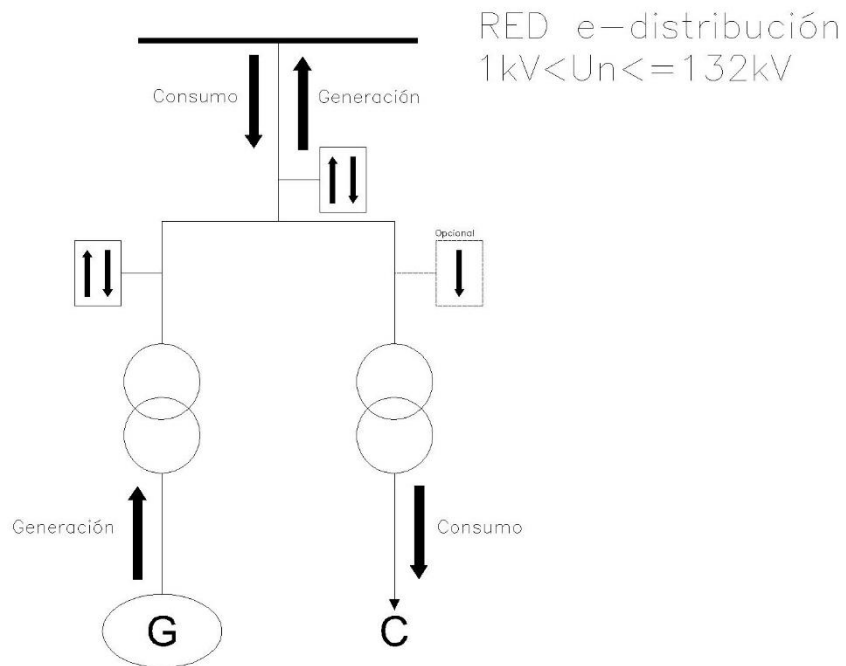 RED e-distribución
1kV<Un<=132kV
Consumo
Generación
Opcional
Generación
Consumo
G
C